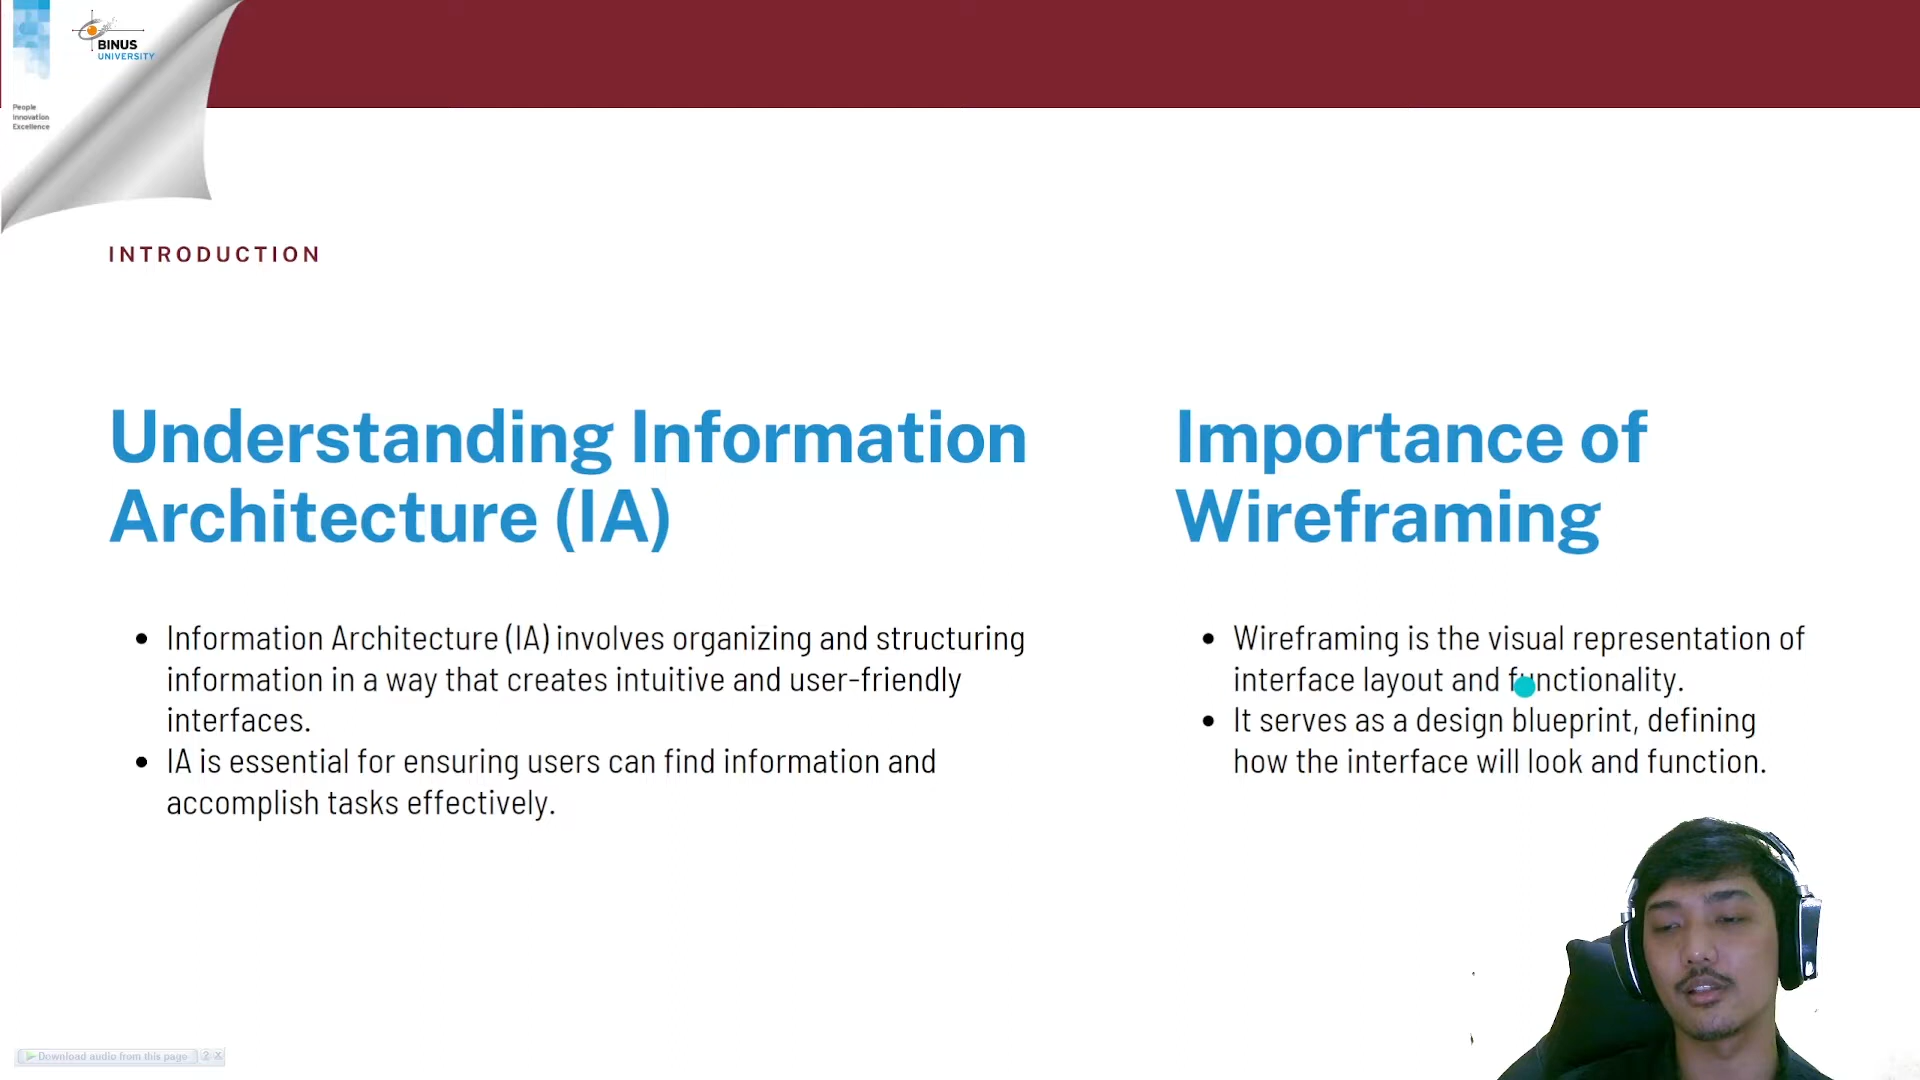 BINUS
UNIVERSITY
People
Innovation
Excellence
INTRODUCTION
Understanding Information
Architecture (IA)
• Information Architecture (IA) involves organizing and structuring
information in a way that creates intuitive and user-friendly
interfaces.
• IA is essential for ensuring users can find information and
accomplish tasks effectively.
Importance of
Wireframing
• Wireframing is the visual representation of
interface layout and functionality.
• It serves as a design blueprint, defining
how the interface will look and function.
Download audio from this page ? X